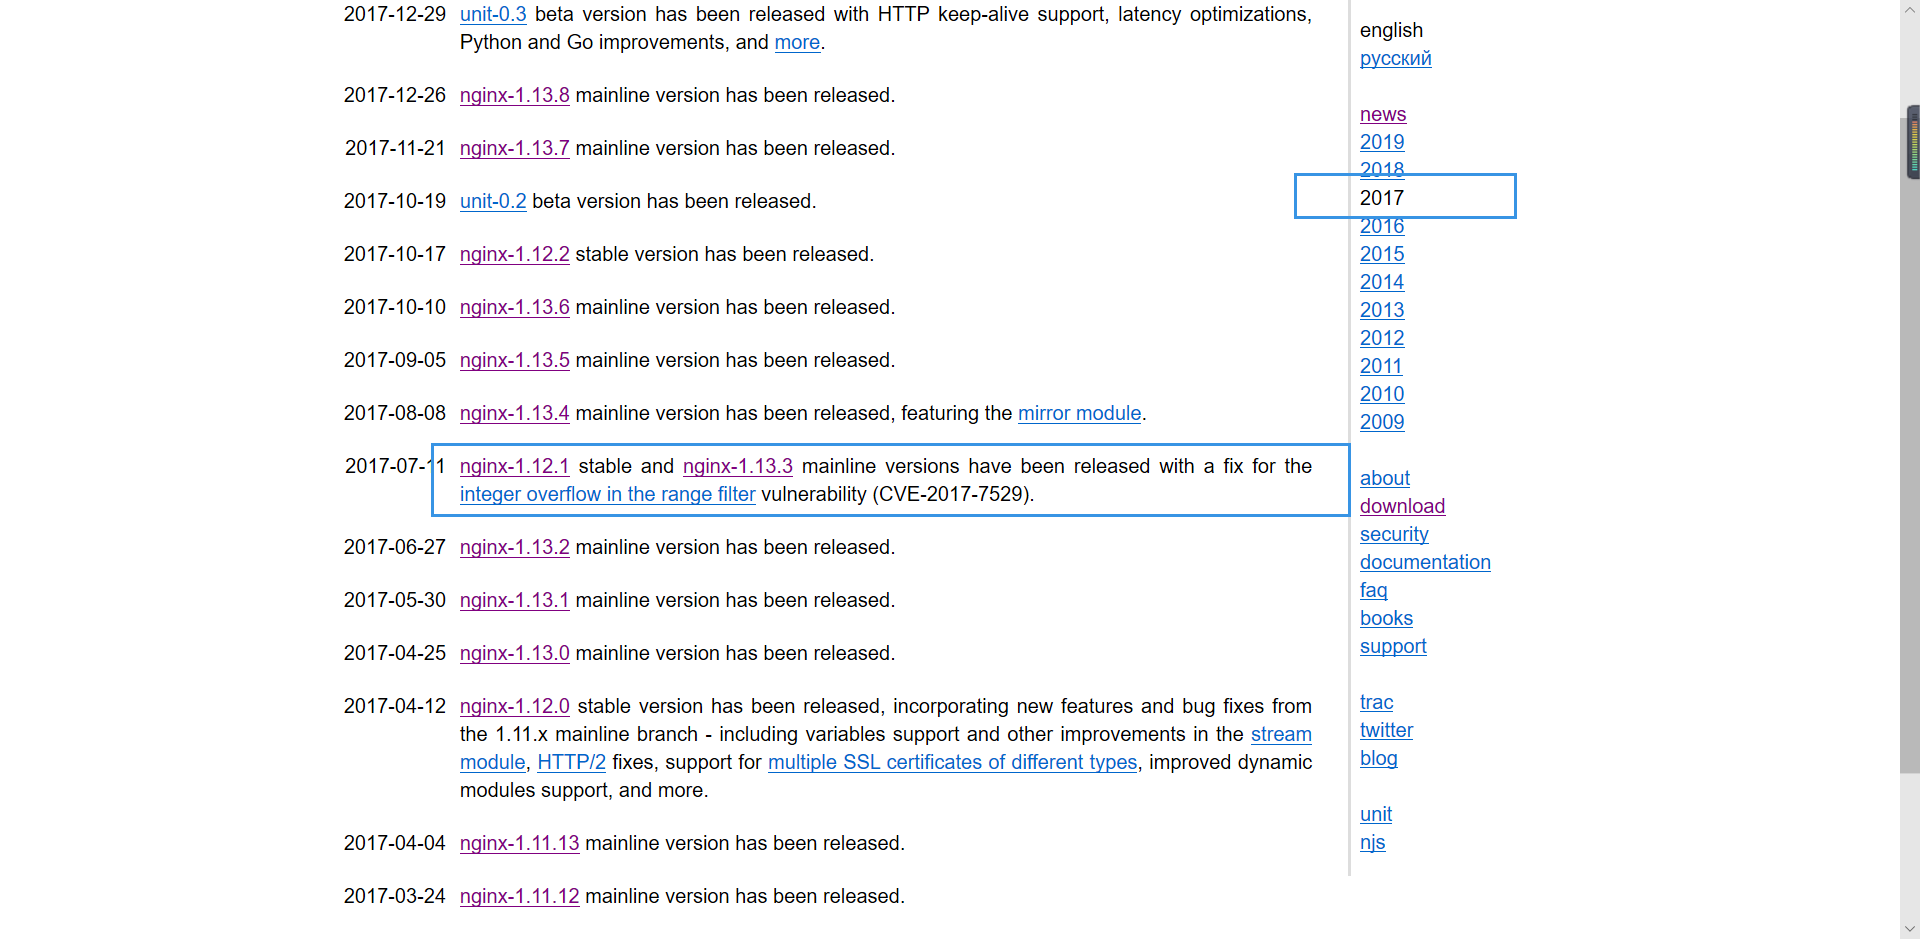 2017-12-29 unit-0.3 beta version has been released with HTTP keep-alive support, latency optimizations,
Python and Go improvements, and more.
2017-12-26 nginx-1.13.8 mainline version has been released.
2017-11-21 nginx-1.13.7 mainline version has been released.
2017-10-19 unit-0.2 beta version has been released.
2017-10-17 nginx-1.12.2 stable version has been released.
2017-10-10 nginx-1.13.6 mainline version has been released.
2017-09-05 nginx-1.13.5 mainline version has been released.
2017-08-08 nginx-1.13.4 mainline version has been released, featuring the mirror module.
2017-07-11 nginx-1.12.1 stable and nginx-1.13.3 mainline versions have been released with a fix for the
integer overflow in the range filter vulnerability (CVE-2017-7529).
2017-06-27 nginx-1.13.2 mainline version has been released.
2017-05-30 nginx-1.13.1 mainline version has been released.
2017-04-25 nginx-1.13.0 mainline version has been released.
2017-04-12 nginx-1.12.0 stable version has been released, incorporating new features and bug fixes from
the 1.11.x mainline branch - including variables support and other improvements in the stream
module, HTTP/2 fixes, support for multiple SSL certificates of different types, improved dynamic
modules support, and more.
2017-04-04 nginx-1.11.13 mainline version has been released.
2017-03-24 nginx-1.11.12 mainline version has been released.
english
русский
news
2019
2018
2017
2016
2015
2014
2013
2012
2011
2010
2009
about
download
security
documentation
faq
books
support
trac
twitter
blog
unit
njs